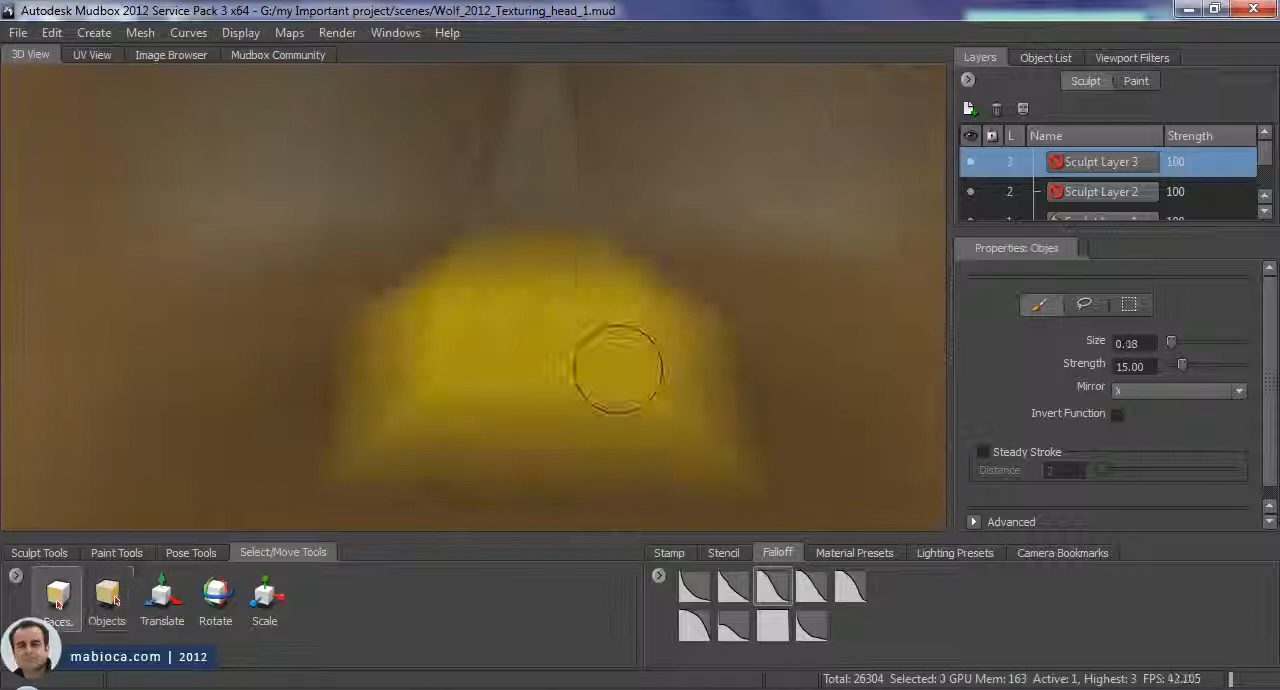 Autodesk Mudbox 2012 Service Pack 3 x64 - G:/my Important project/scenes/Wolf_2012_Texturing_head_1.mud
File Edit Create Mesh Curves Display Maps Render Windows Help
3D View UV View Image Browser Mudbox Community
Layers Object List Viewport Filters
Sculpt Paint
L Name Strength
3 Sculpt Layer 3 100
2 Sculpt Layer 2 100
Properties: Objec
Size 0.18
Strength 15.00
Mirror X
Invert Function
Steady Stroke
Distance 2
Advanced
Sculpt Tools Paint Tools Pose Tools Select/Move Tools
Stamp Stencil Falloff Material Presets Lighting Presets Camera Bookmarks
Faces. Objects Translate Rotate Scale
mabioca.com | 2012
Total: 26304 Selected: 0 GPU Mem: 163 Active: 1, Highest: 3 FPS: 42.105